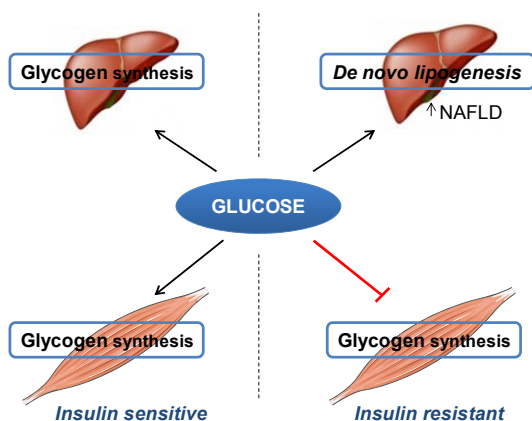 Glycogen synthesis
De novo lipogenesis
↑ NAFLD
GLUCOSE
Glycogen synthesis
Glycogen synthesis
Insulin sensitive
Insulin resistant